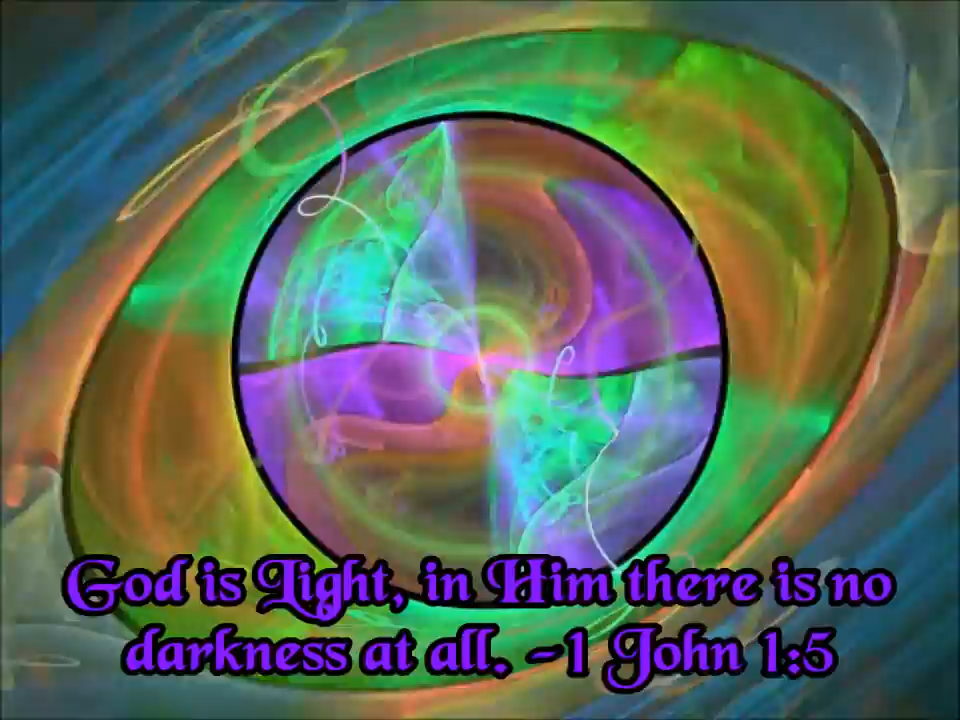 God is Light, in Him there is no
darkness at all. -1 John 1:5